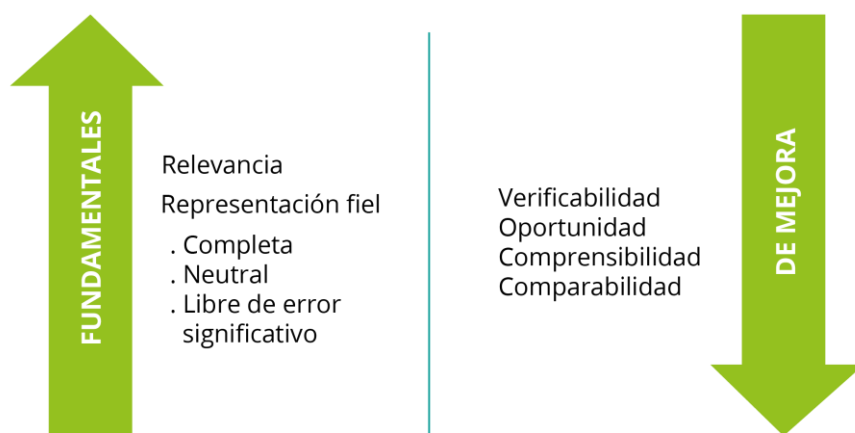 FUNDAMENTALES
Relevancia
Representación fiel
. Completa
. Neutral
. Libre de error
significativo
Verificabilidad
Oportunidad
Comprensibilidad
Comparabilidad
DE MEJORA